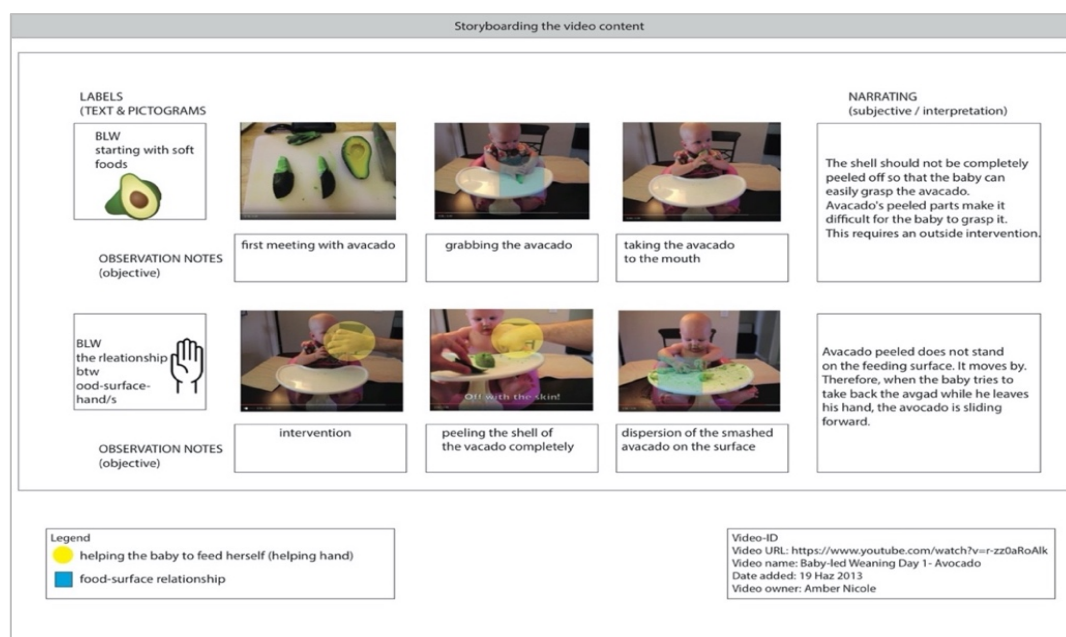 Storyboarding the video content
LABELS
(TEXT & PICTOGRAMS
NARRATING
(subjective / interpretation)
BLW
starting with soft
foods
The shell should not be completely
peeled off so that the baby can
easily grasp the avacado.
Avacado's peeled parts make it
difficult for the baby to grasp it.
This requires an outside intervention.
OBSERVATION NOTES
(objective)
first meeting with avacado
grabbing the avacado
taking the avacado
to the mouth
BLW
the rleationship
btw
ood-surface-
hand/s
Off with the skin!
Avacado peeled does not stand
on the feeding surface. It moves by.
Therefore, when the baby tries to
take back the avgad while he leaves
his hand, the avocado is sliding
forward.
OBSERVATION NOTES
(objective)
intervention
peeling the shell of
the vacado completely
dispersion of the smashed
avacado on the surface
Legend
helping the baby to feed herself (helping hand)
food-surface relationship
Video-ID
Video URL: https://www.youtube.com/watch?v=r-zz0aRoAlk
Video name: Baby-led Weaning Day 1- Avocado
Date added: 19 Haz 2013
Video owner: Amber Nicole